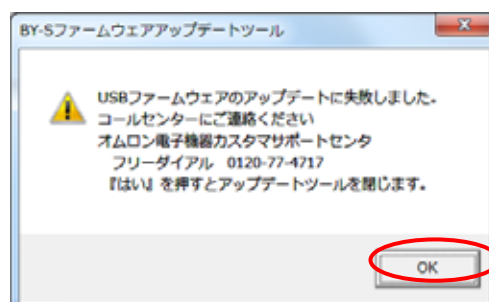 BY-Sファームウェアアップデートツール
USBファームウェアのアップデートに失敗しました。
コールセンターにご連絡ください
オムロン電子機器カスタマサポートセンタ
フリーダイアル 0120-77-4717
『はい』を押すとアップデートツールを閉じます。
OK